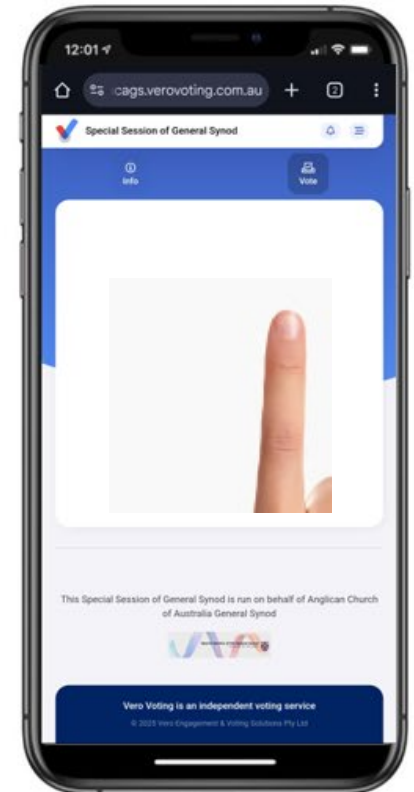 12:01
cags.verovoting.com.au
2
Special Session of General Synod
Info
Vote
This Special Session of General Synod is run on behalf of Anglican Church
of Australia General Synod
Vero Voting is an independent voting service
© 2025 Vero Engagement & Voting Solutions Pty Ltd